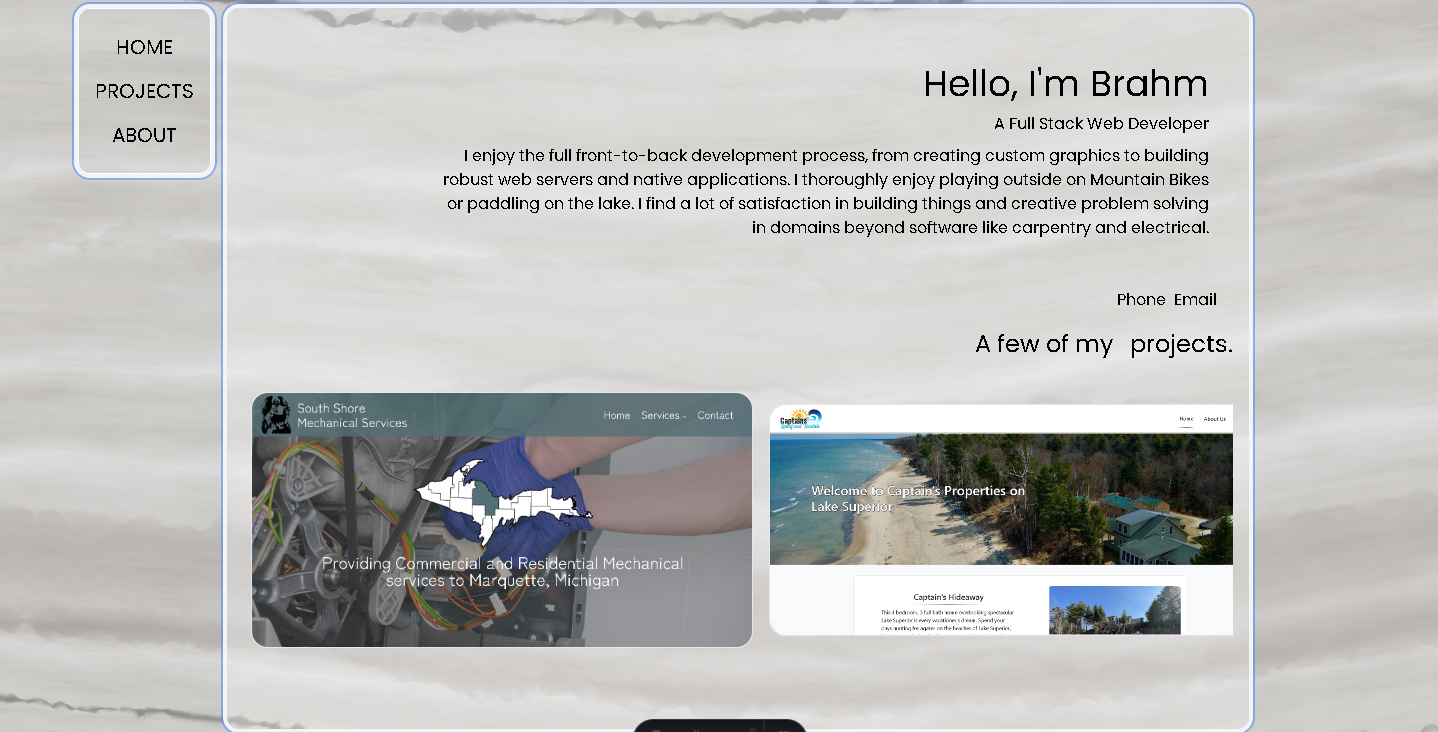 HOME
PROJECTS
ABOUT
Hello, I'm Brahm
A Full Stack Web Developer
I enjoy the full front-to-back development process, from creating custom graphics to building
robust web servers and native applications. I thoroughly enjoy playing outside on Mountain Bikes
or paddling on the lake. I find a lot of satisfaction in building things and creative problem solving
in domains beyond software like carpentry and electrical.
Phone Email
A few of my projects.
South Shore
Mechanical Services
Home Services Contact
Providing Commercial and Residential Mechanical
services to Marquette, Michigan
Captains
Home About Us
Welcome to Captain's Properties on
Lake Superior
Captain's Hideaway
This 4 bedroom, 3 full bath home overlooking spectacular
Lake Superior is every vacationer's dream. Spend your
days hunting for agates on the beaches of Lake Superior,